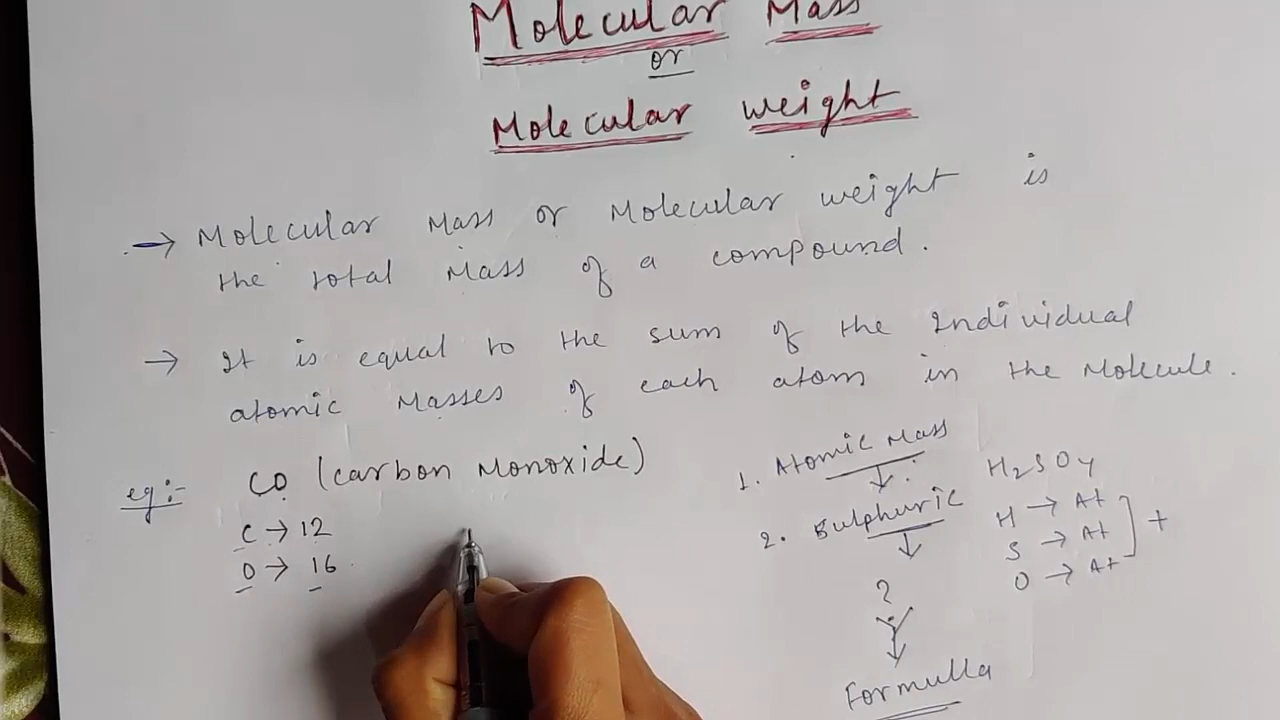 Molecular Mass
or
Molecular weight
→ Molecular Mass or Molecular weight is
the total Mass of a compound.
→ It is equal to the sum of the Individual
atomic Masses of each atom in the Molecule.
eg:- CO (carbon Monoxide)
C → 12
O → 16
1. Atomic Mass
↓
2. Sulphuric
↓
?
↓
Formulla
H₂SO₄
H → At
S → At
O → At
] +